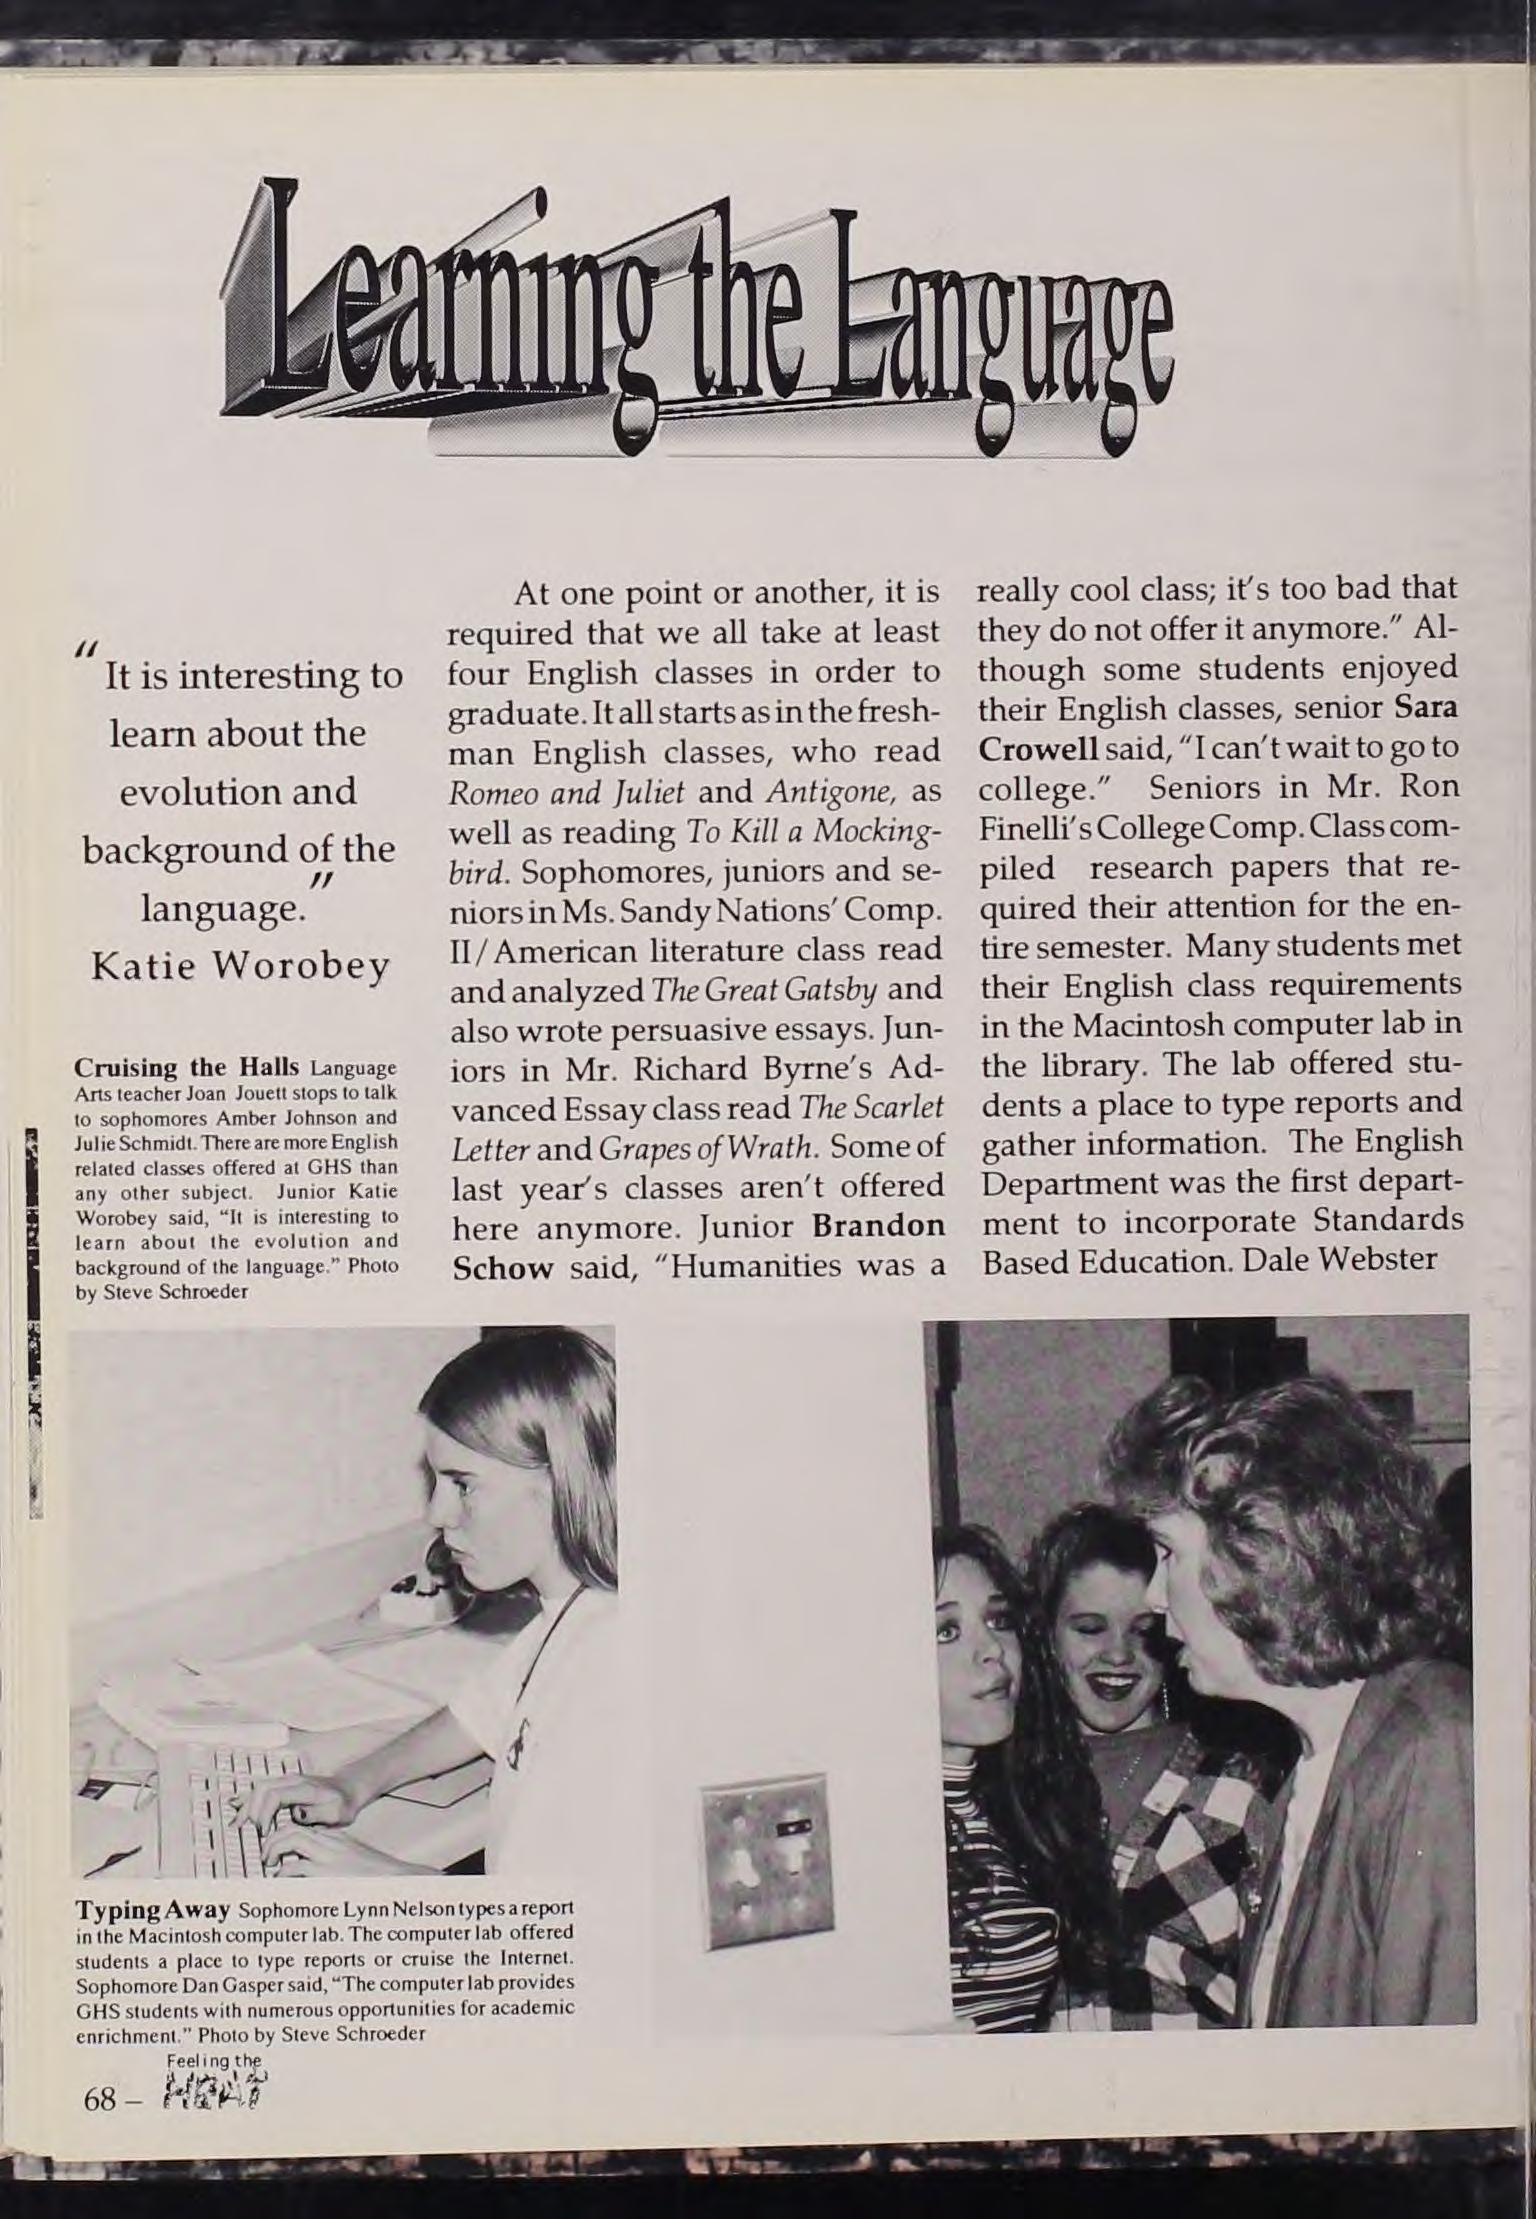 Learning the Language
"
It is interesting to
learn about the
evolution and
background of the
language."
Katie Worobey
Cruising the Halls Language
Arts teacher Joan Jouett stops to talk
to sophomores Amber Johnson and
Julie Schmidt. There are more English
related classes offered at GHS than
any other subject. Junior Katie
Worobey said, "It is interesting to
learn about the evolution and
background of the language." Photo
by Steve Schroeder
At one point or another, it is
required that we all take at least
four English classes in order to
graduate. It all starts as in the fresh-
man English classes, who read
Romeo and Juliet and Antigone, as
well as reading To Kill a Mocking-
bird. Sophomores, juniors and se-
niors in Ms. Sandy Nations' Comp.
II/American literature class read
and analyzed The Great Gatsby and
also wrote persuasive essays. Jun-
iors in Mr. Richard Byrne's Ad-
vanced Essay class read The Scarlet
Letter and Grapes of Wrath. Some of
last year's classes aren't offered
here anymore. Junior Brandon
Schow said, "Humanities was a
really cool class; it's too bad that
they do not offer it anymore." Al-
though some students enjoyed
their English classes, senior Sara
Crowell said, "I can't wait to go to
college." Seniors in Mr. Ron
Finelli's College Comp. Class com-
piled research papers that re-
quired their attention for the en-
tire semester. Many students met
their English class requirements
in the Macintosh computer lab in
the library. The lab offered stu-
dents a place to type reports and
gather information. The English
Department was the first depart-
ment to incorporate Standards
Based Education. Dale Webster
Typing Away Sophomore Lynn Nelson types a report
in the Macintosh computer lab. The computer lab offered
students a place to type reports or cruise the Internet.
Sophomore Dan Gasper said, "The computer lab provides
GHS students with numerous opportunities for academic
enrichment." Photo by Steve Schroeder
Feeling the
68 – HEAT